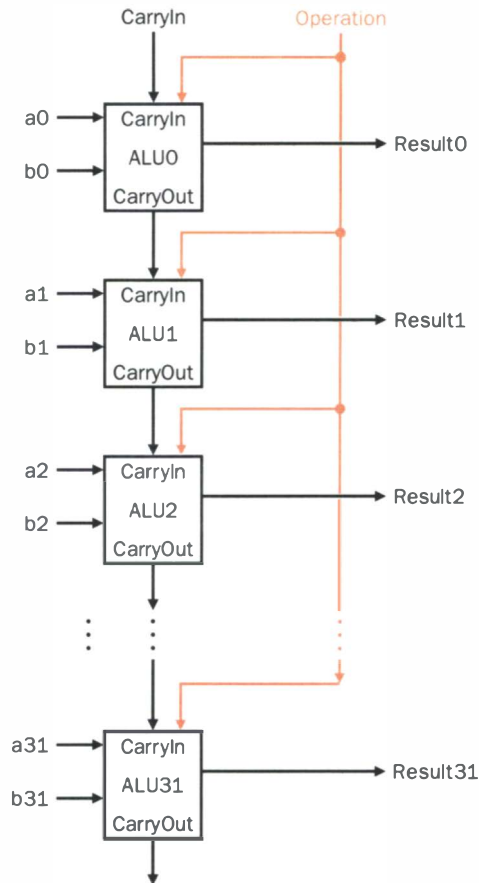 CarryIn
Operation
a0
b0
CarryIn
ALU0
CarryOut
Result0
a1
b1
CarryIn
ALU1
CarryOut
Result1
a2
b2
CarryIn
ALU2
CarryOut
Result2
a31
b31
CarryIn
ALU31
CarryOut
Result31